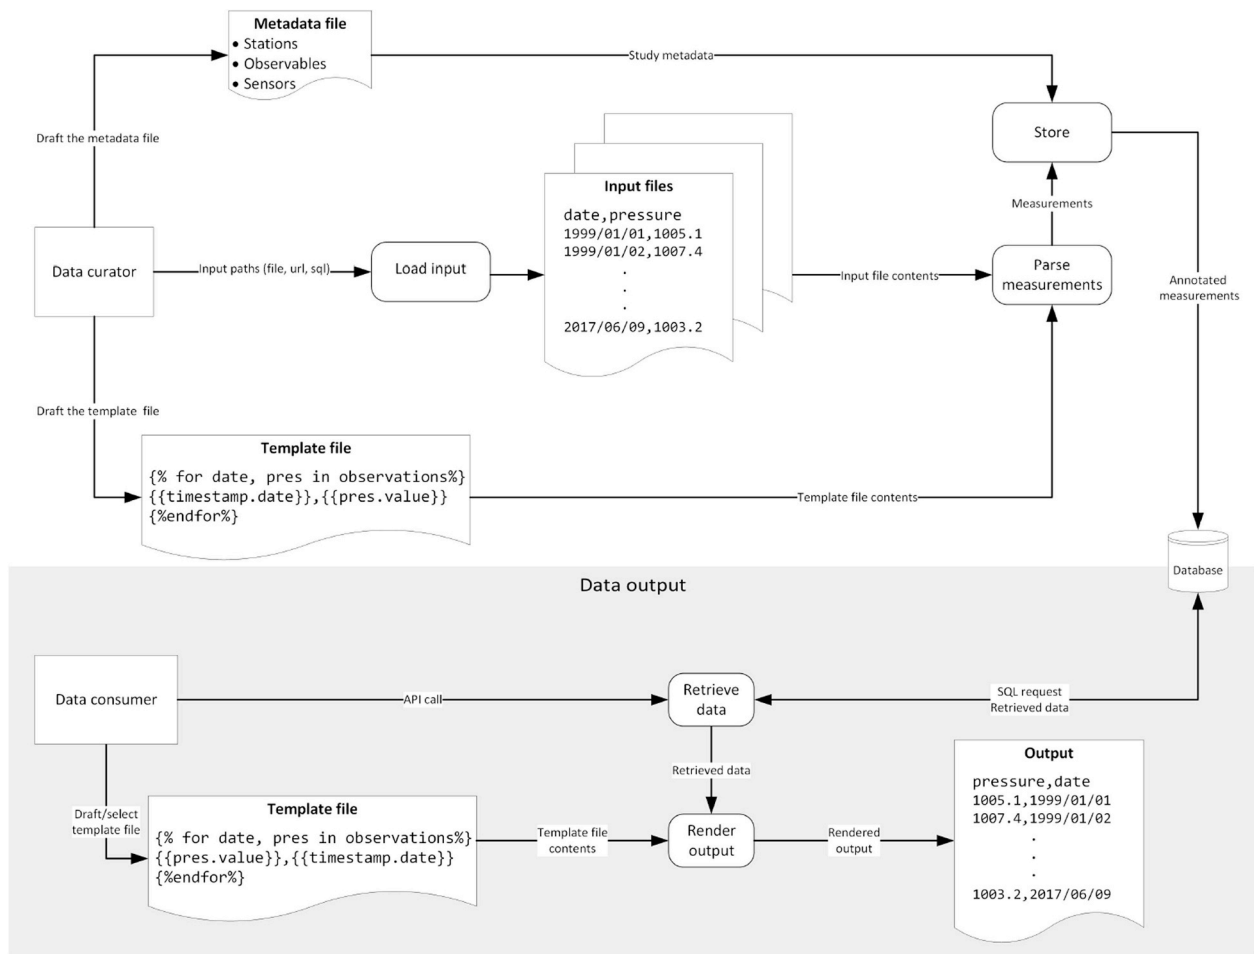 Metadata file
• Stations
• Observables
• Sensors
Study metadata
Draft the metadata file
Store
Measurements
Input files
date,pressure
1999/01/01,1005.1
1999/01/02,1007.4
.
.
.
2017/06/09,1003.2
Data curator
Input paths (file, url, sql)
Load input
Input file contents
Parse
measurements
Annotated
measurements
Draft the template file
Template file
{% for date, pres in observations%}
{{timestamp.date}},{{pres.value}}
{%endfor%}
Template file contents
Database
Data output
Data consumer
API call
Retrieve
data
SQL request
Retrieved data
Retrieved data
Draft/select
template file
Template file
{% for date, pres in observations%}
{{pres.value}},{{timestamp.date}}
{%endfor%}
Template file
contents
Render
output
Rendered
output
Output
pressure,date
1005.1,1999/01/01
1007.4,1999/01/02
.
.
.
1003.2,2017/06/09